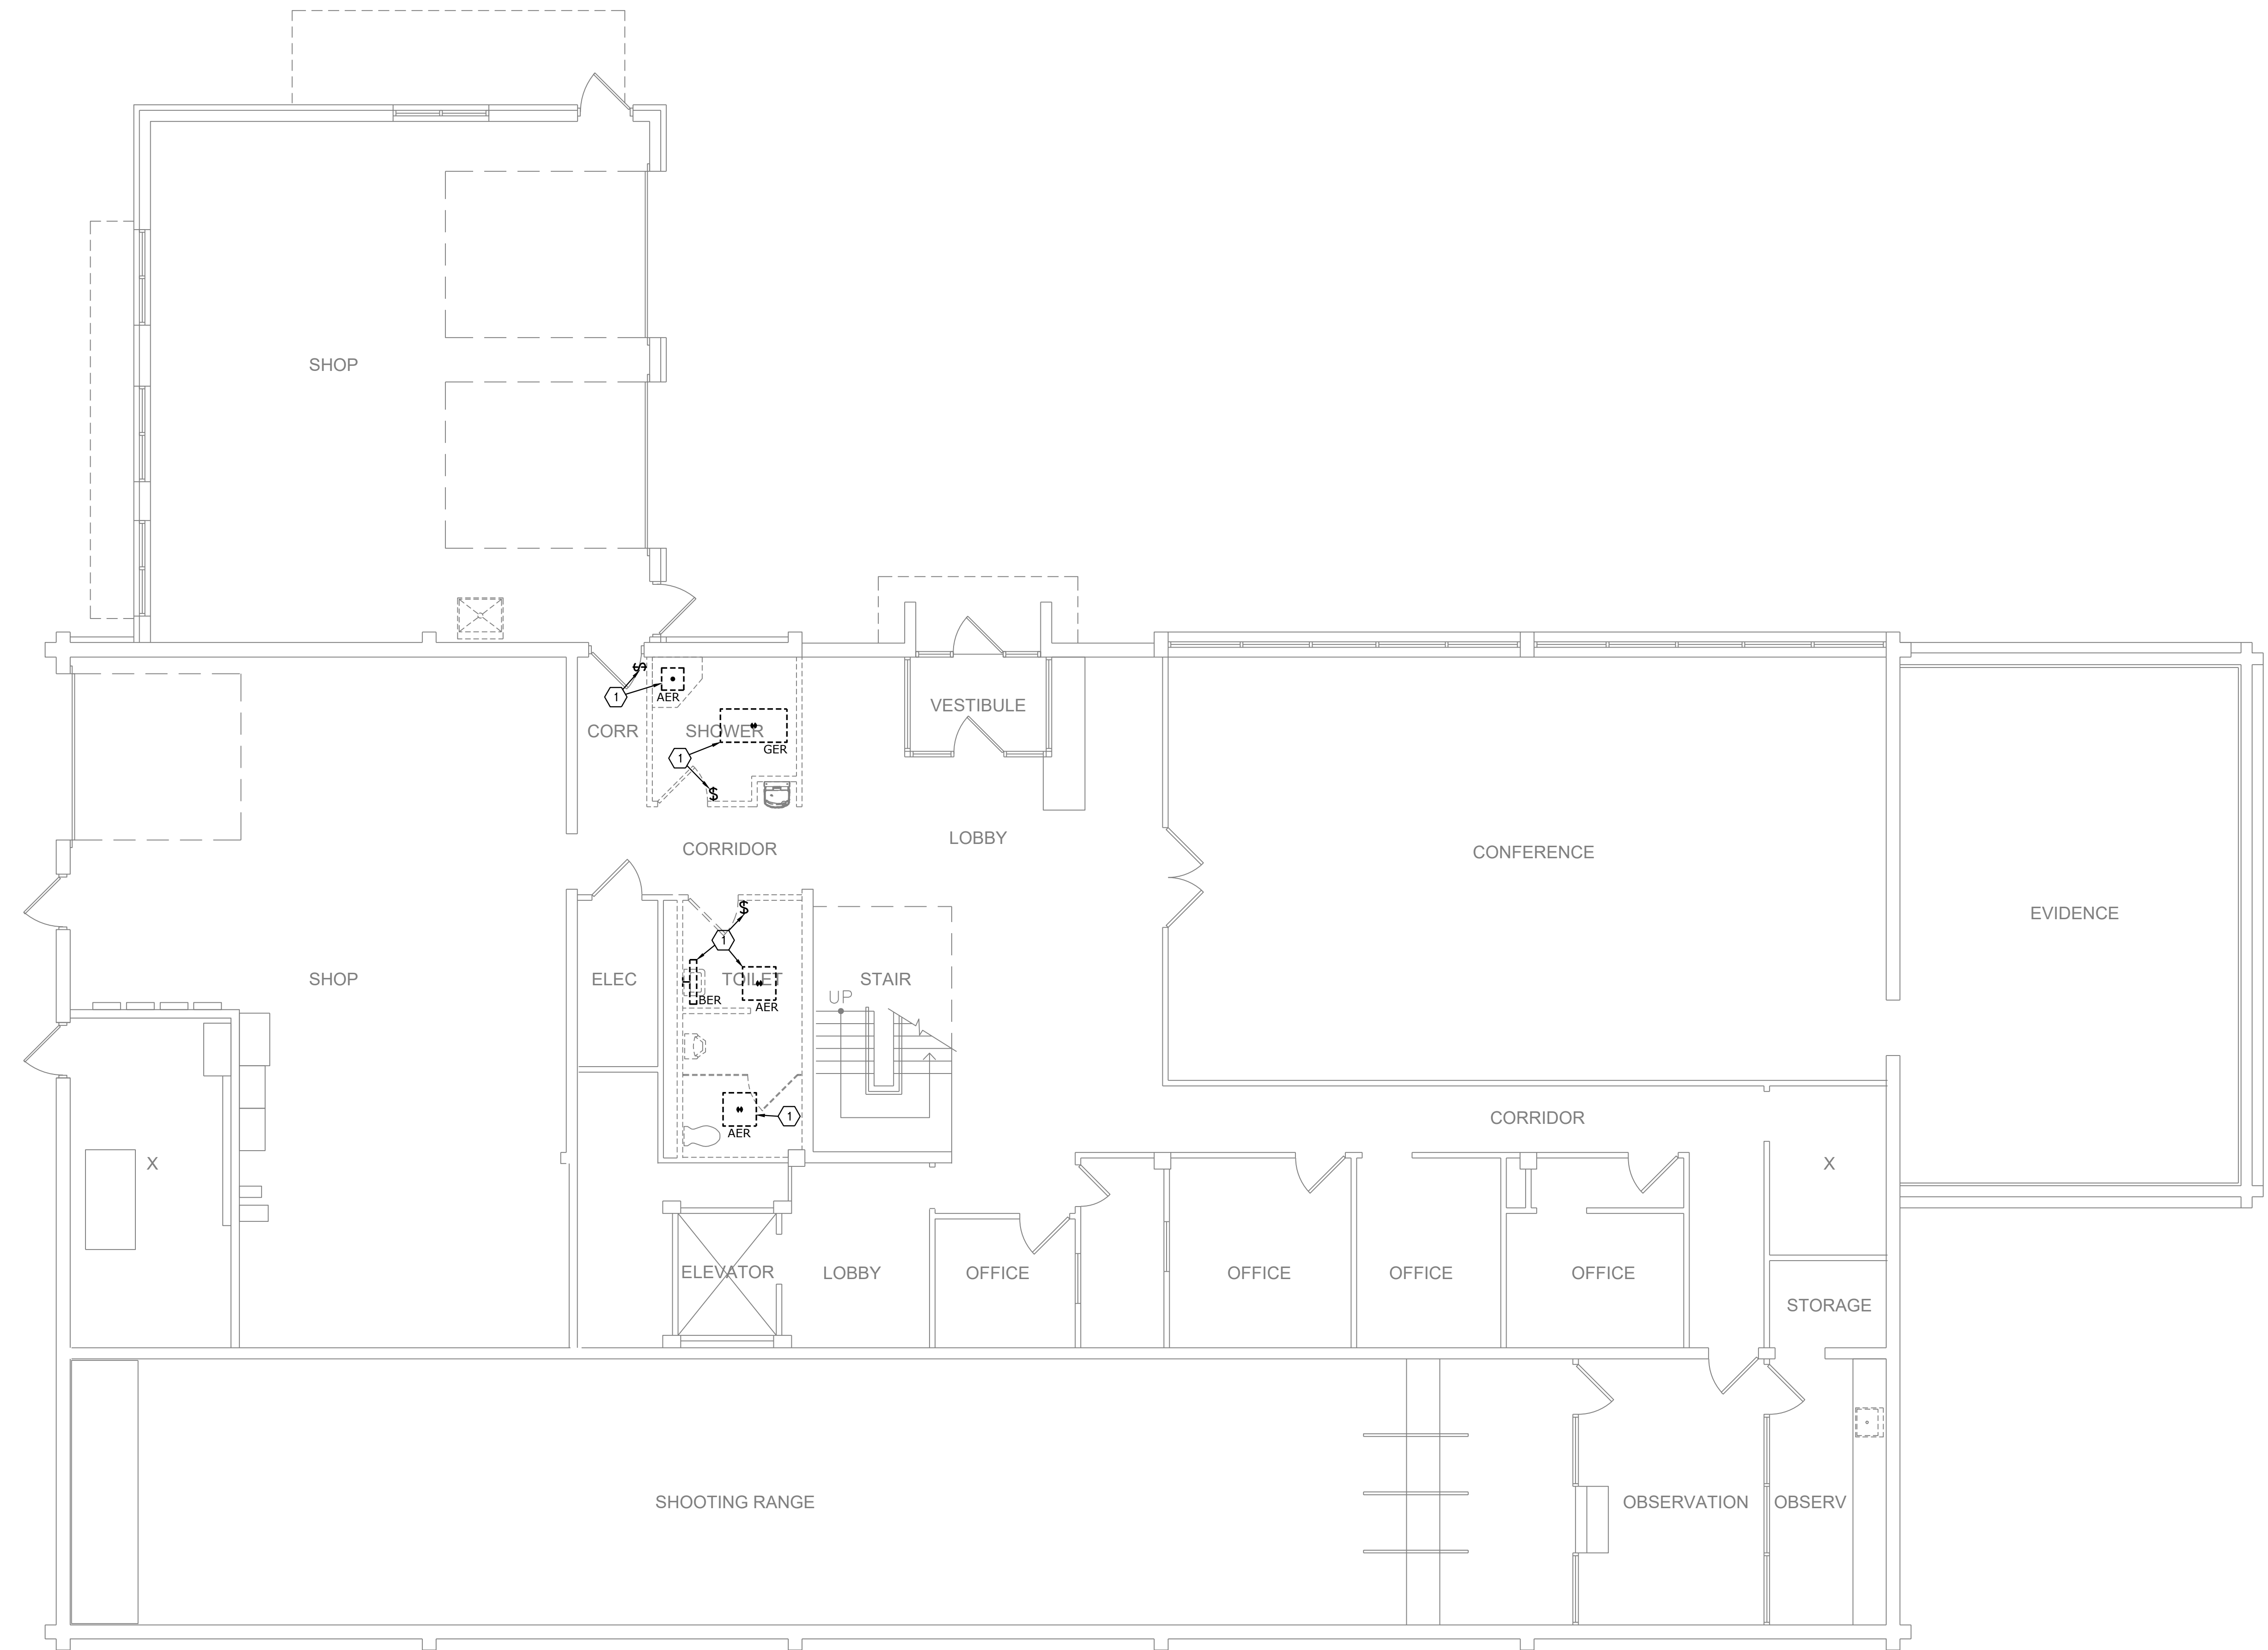 SHOP
$
1
AER
CORR
SHOWER
VESTIBULE
GER
1
$
LOBBY
CORRIDOR
CONFERENCE
$
EVIDENCE
1
SHOP
ELEC
TOILET
STAIR
BER
AER
UP
1
AER
CORRIDOR
X
X
ELEVATOR
LOBBY
OFFICE
OFFICE
OFFICE
OFFICE
STORAGE
SHOOTING RANGE
OBSERVATION
OBSERV